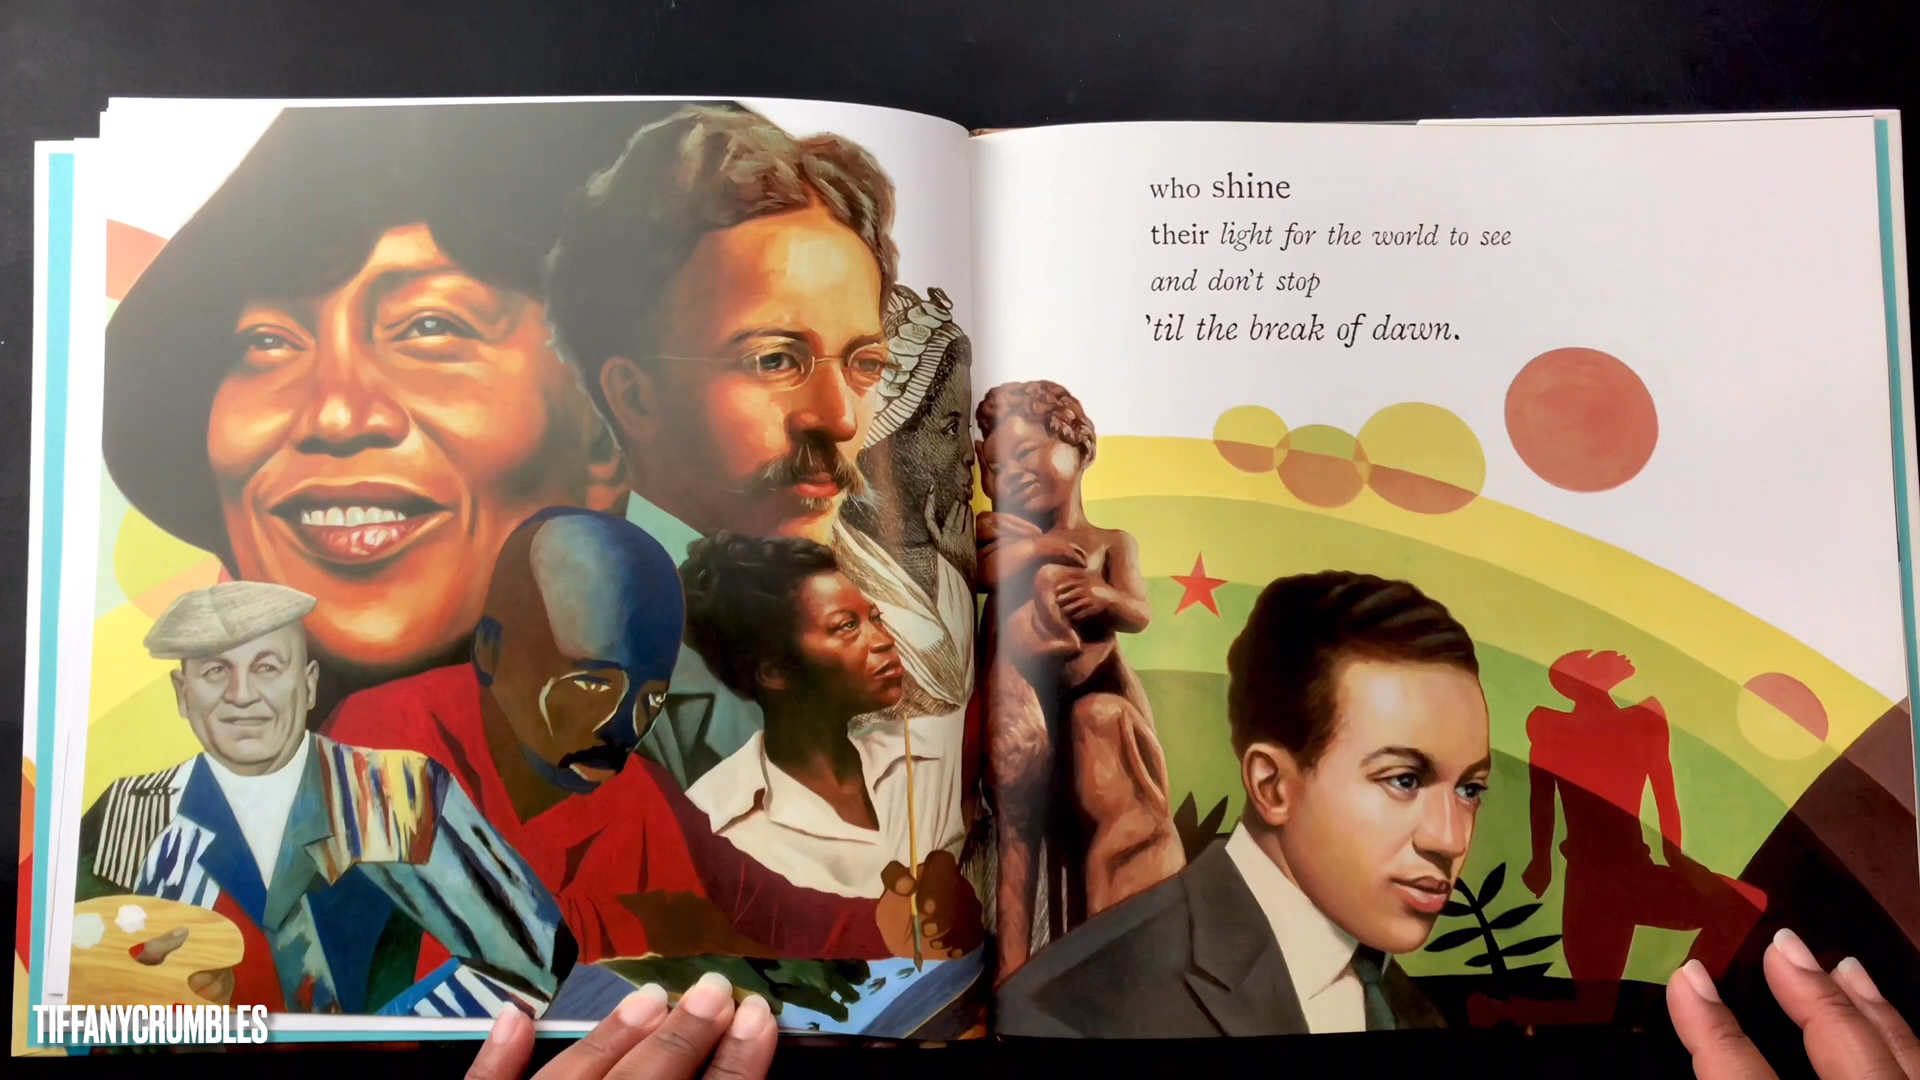 who shine
their light for the world to see
and don't stop
'til the break of dawn.
TIFFANYCRUMBLES